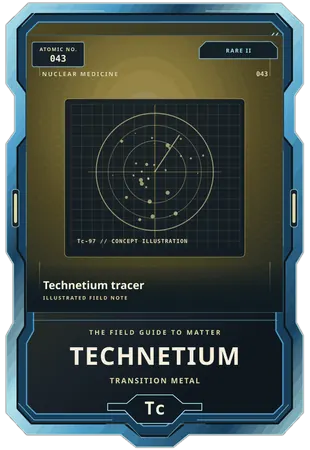 ATOMIC NO.
043
RARE II
NUCLEAR MEDICINE
043
Tc-97 // CONCEPT ILLUSTRATION
Technetium tracer
ILLUSTRATED FIELD NOTE
THE FIELD GUIDE TO MATTER
TECHNETIUM
TRANSITION METAL
Tc